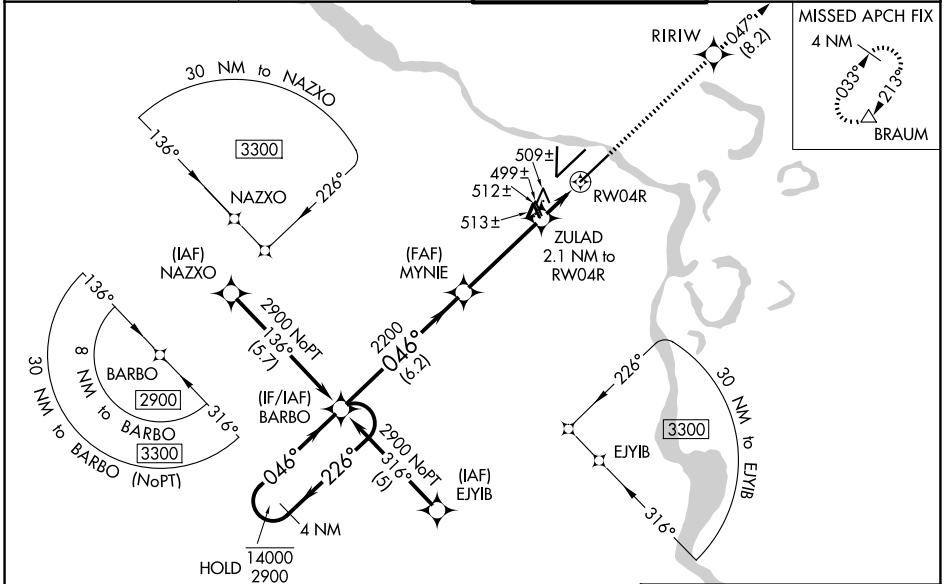 MISSED APCH FIX
4 NM
033°
213°
BRAUM
RIRIW
047°
(8.2)
30 NM to NAZXO
136°
3300
226°
NAZXO
509±
499±
512±
513±
RW04R
ZULAD
2.1 NM to
RW04R
(FAF)
MYNIE
(IAF)
NAZXO
2900 NoPT
136°
(5.7)
2200
046°
(6.2)
136°
BARBO
2900
8 NM to BARBO
316°
30 NM to BARBO
3300
(NoPT)
(IF/IAF)
BARBO
046°
226°
2900 NoPT
316°
(5)
(IAF)
EJYIB
4 NM
HOLD
14000
2900
226°
3300
30 NM to EJYIB
EJYIB
316°